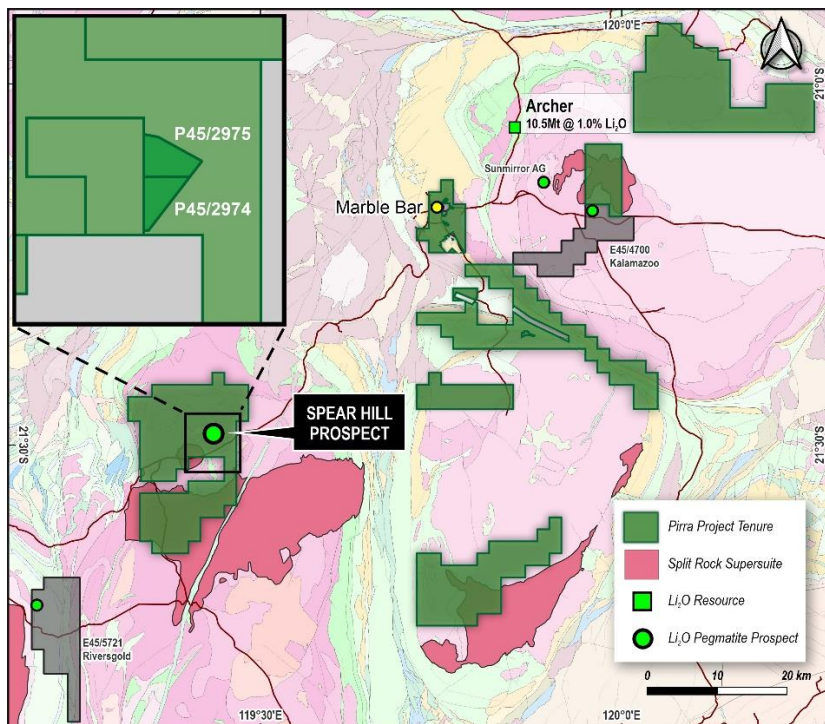 120°0'E
21°0'S
P45/2975
P45/2974
Archer
10.5Mt @ 1.0% Li₂O
Sunmirror AG
Marble Bar
E45/4700
Kalamazoo
SPEAR HILL
PROSPECT
21°30'S
21°30'S
E45/5721
Riversgold
Pirra Project Tenure
Split Rock Supersuite
Li₂O Resource
Li₂O Pegmatite Prospect
0 10 20 km
119°30'E
120°0'E